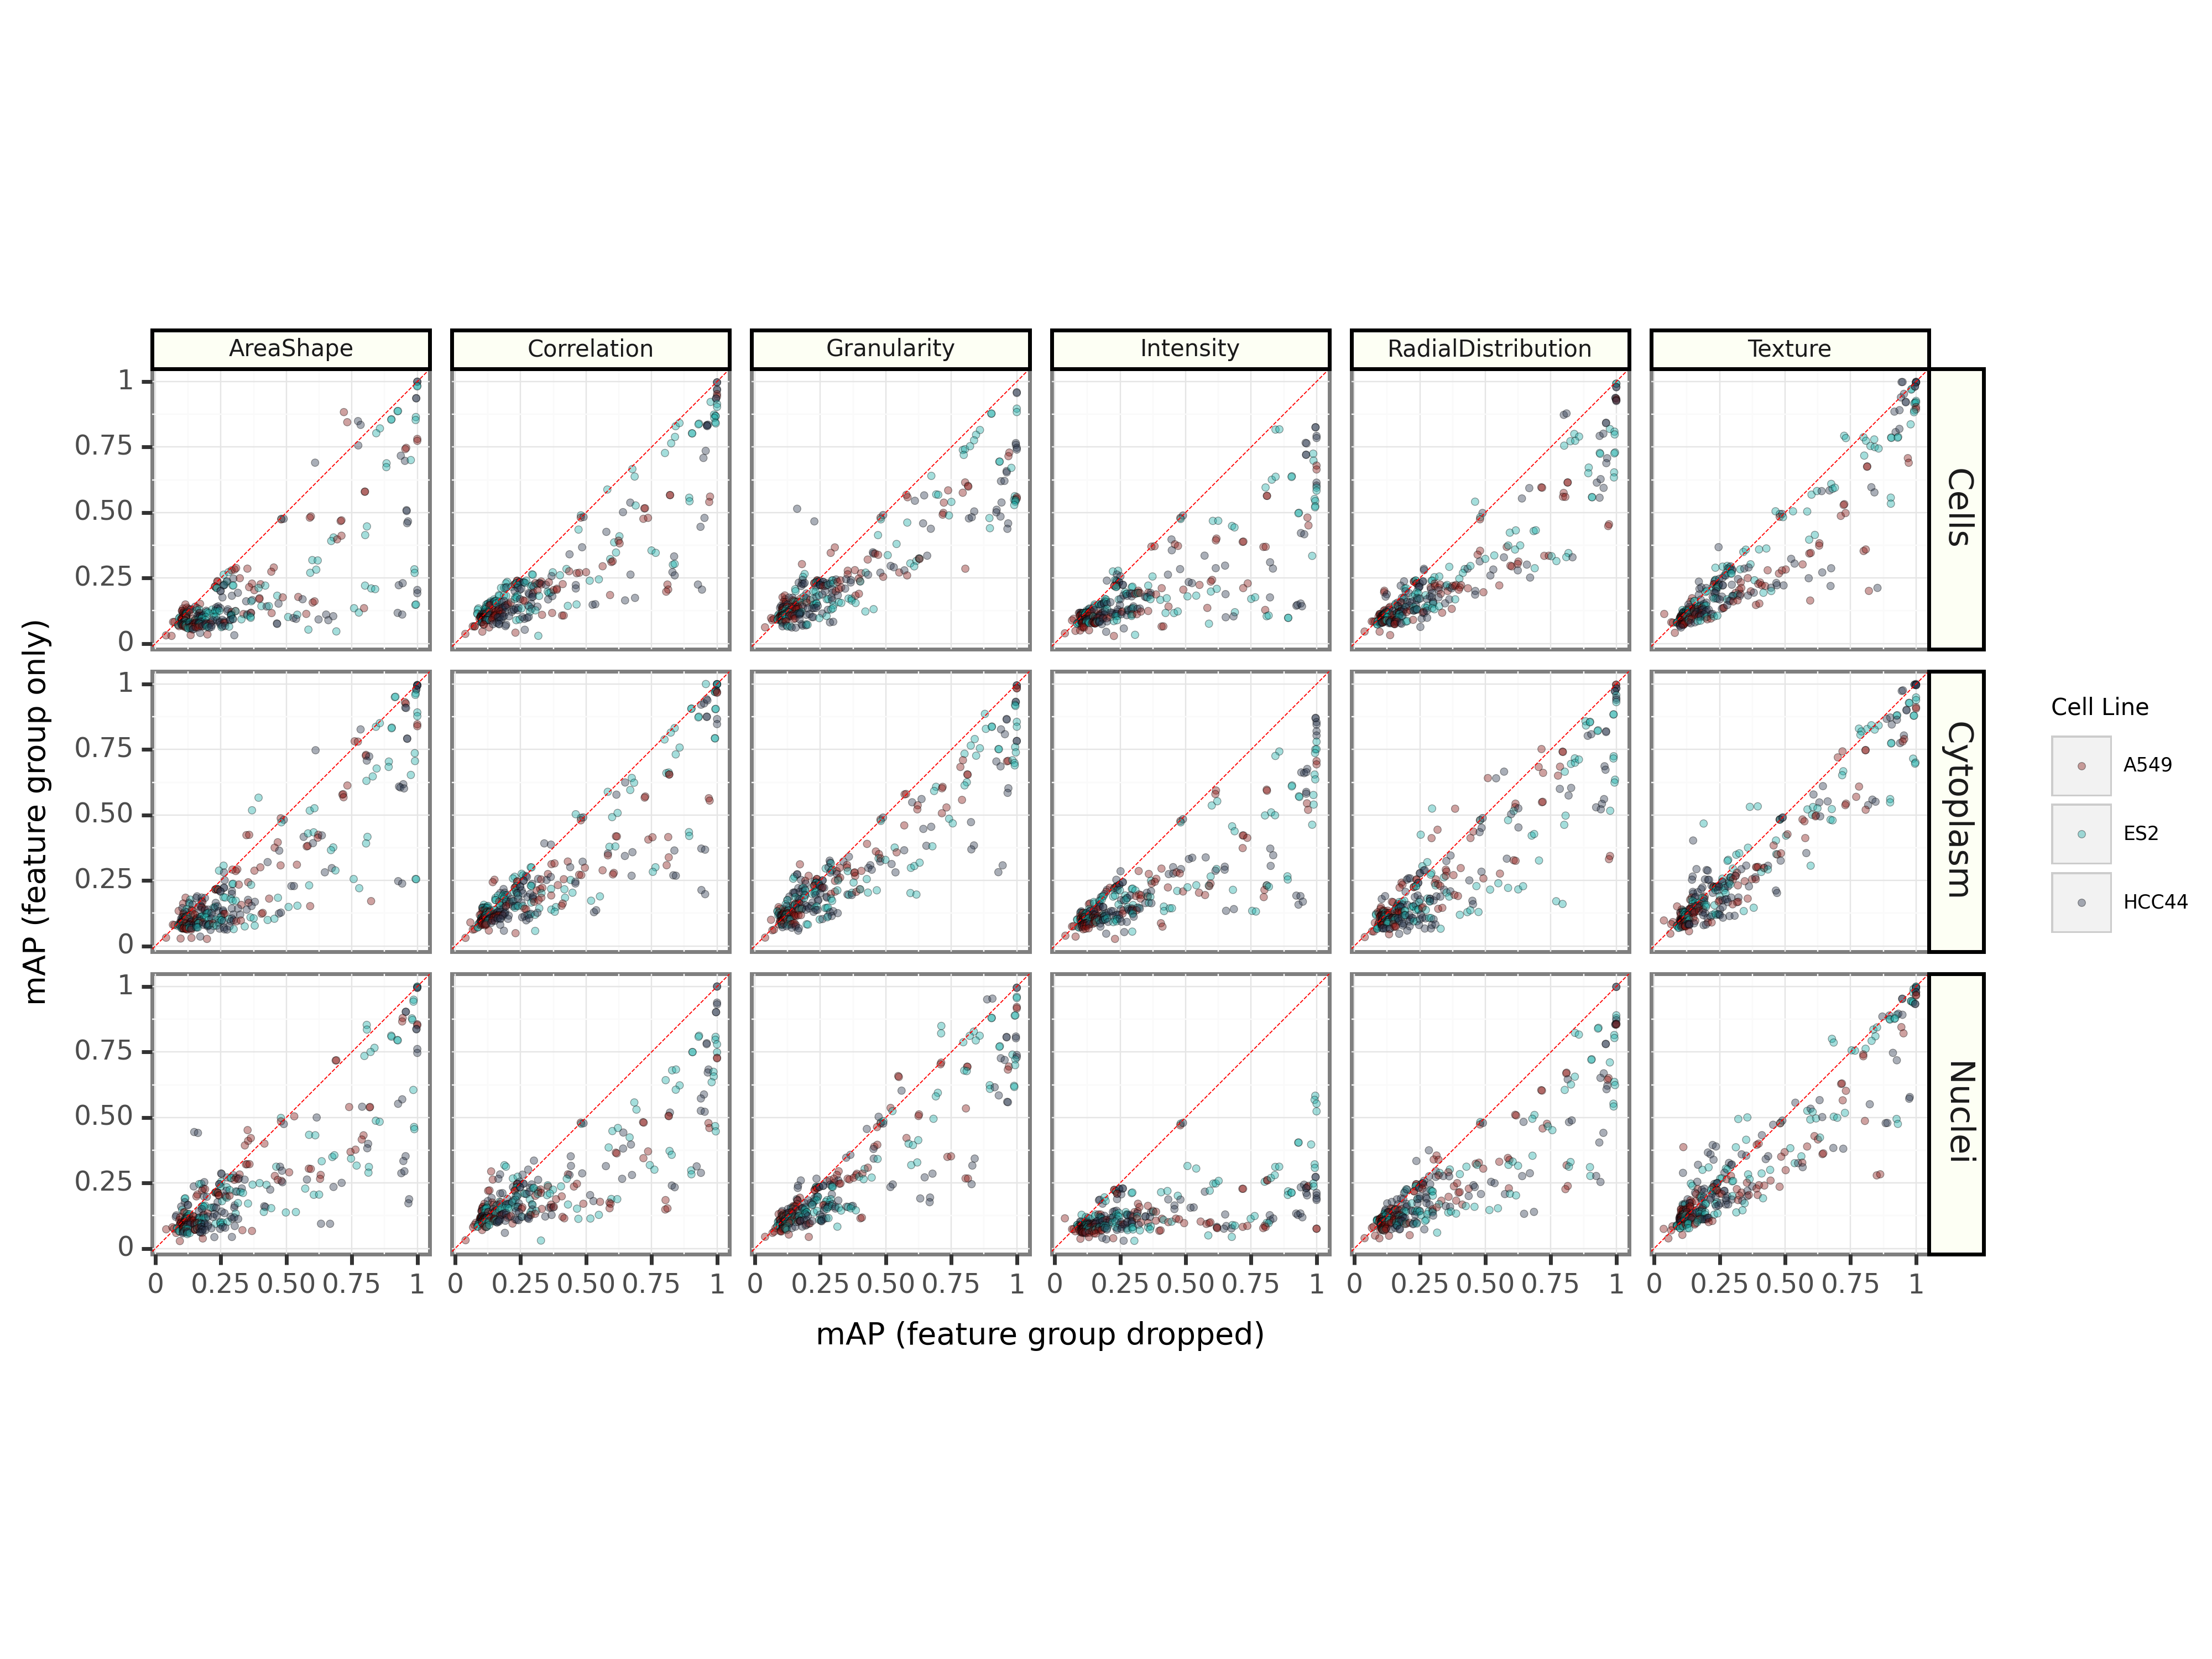 AreaShape Correlation Granularity Intensity RadialDistribution Texture
1
0.75
0.50
0.25
0
Cells
1
0.75
0.50
0.25
0
Cytoplasm
1
0.75
0.50
0.25
0
Nuclei
0 0.25 0.50 0.75 1 0 0.25 0.50 0.75 1 0 0.25 0.50 0.75 1 0 0.25 0.50 0.75 1 0 0.25 0.50 0.75 1 0 0.25 0.50 0.75 1
mAP (feature group dropped)
mAP (feature group only)
Cell Line
A549
ES2
HCC44